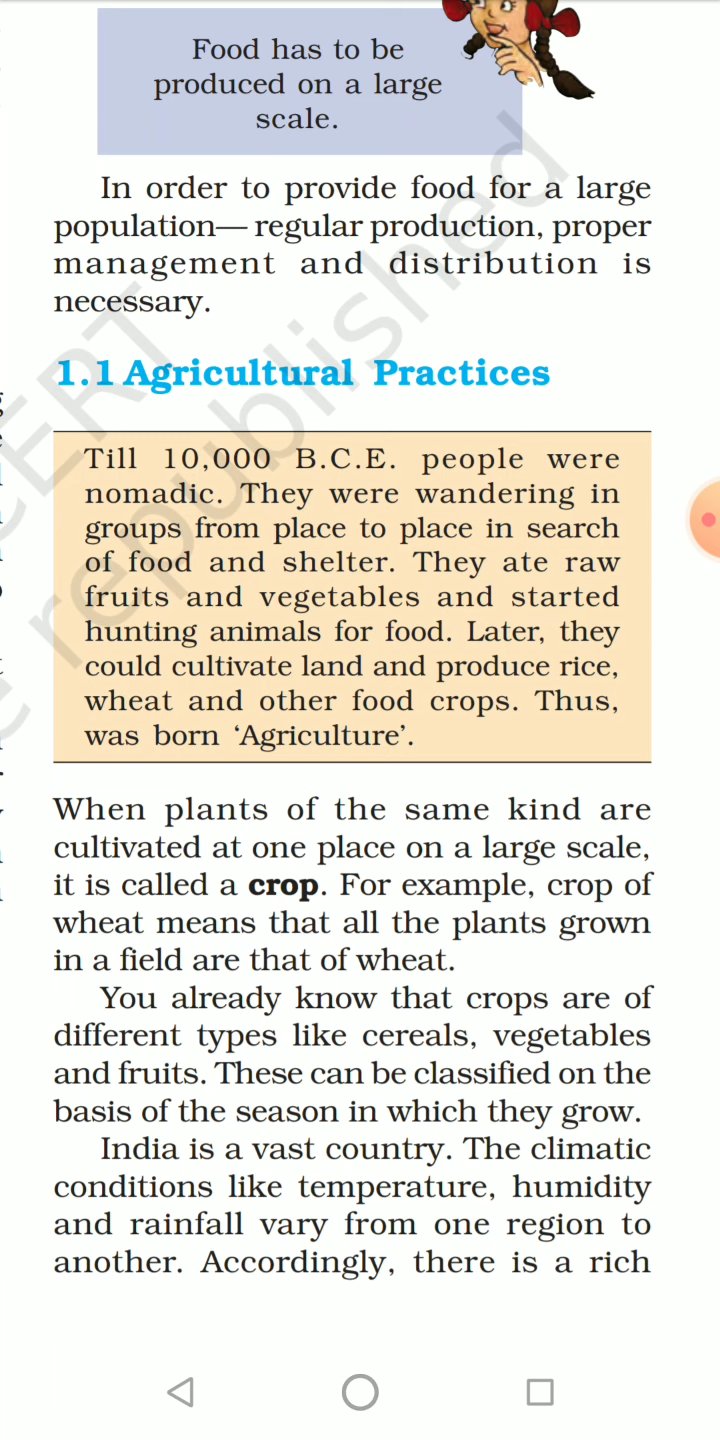 Food has to be
produced on a large
scale.
In order to provide food for a large
population— regular production, proper
management and distribution is
necessary.
1.1 Agricultural Practices
Till 10,000 B.C.E. people were
nomadic. They were wandering in
groups from place to place in search
of food and shelter. They ate raw
fruits and vegetables and started
hunting animals for food. Later, they
could cultivate land and produce rice,
wheat and other food crops. Thus,
was born ‘Agriculture’.
When plants of the same kind are
cultivated at one place on a large scale,
it is called a crop. For example, crop of
wheat means that all the plants grown
in a field are that of wheat.
You already know that crops are of
different types like cereals, vegetables
and fruits. These can be classified on the
basis of the season in which they grow.
India is a vast country. The climatic
conditions like temperature, humidity
and rainfall vary from one region to
another. Accordingly, there is a rich
republished